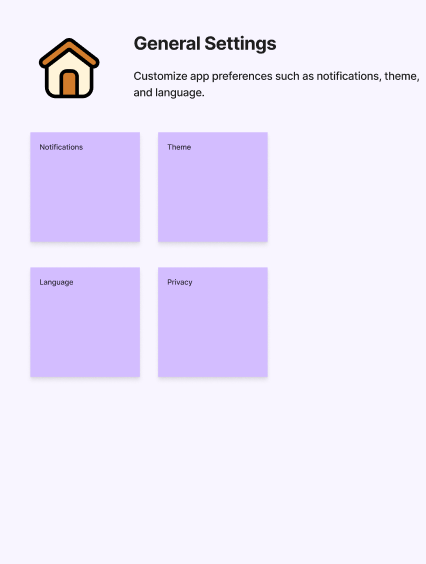 General Settings
Customize app preferences such as notifications, theme,
and language.
Notifications
Theme
Language
Privacy